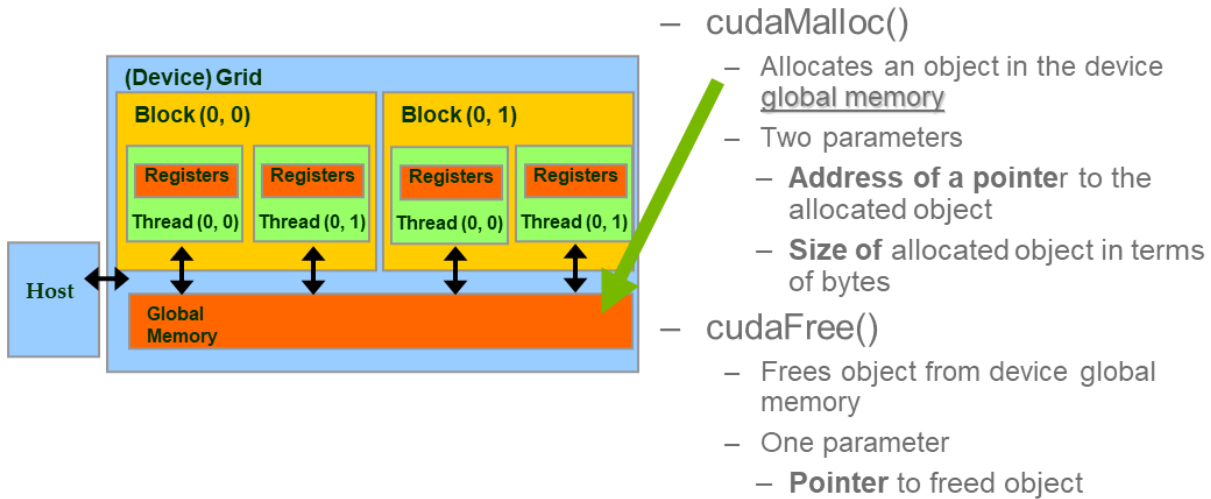 (Device) Grid
Block (0, 0)
Block (0, 1)
Registers
Registers
Registers
Registers
Thread (0, 0)
Thread (0, 1)
Thread (0, 0)
Thread (0, 1)
Host
Global
Memory
– cudaMalloc()
– Allocates an object in the device
global memory
– Two parameters
– Address of a pointer to the
allocated object
– Size of allocated object in terms
of bytes
– cudaFree()
– Frees object from device global
memory
– One parameter
– Pointer to freed object